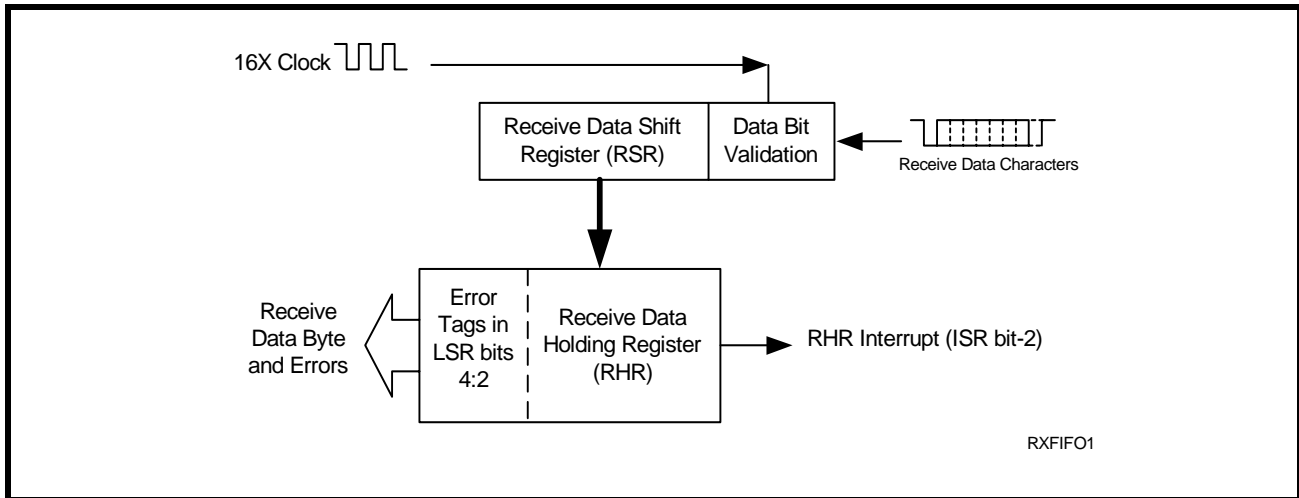 16X Clock
Receive Data Shift
Register (RSR)
Data Bit
Validation
Receive Data Characters
Receive
Data Byte
and Errors
Error
Tags in
LSR bits
4:2
Receive Data
Holding Register
(RHR)
RHR Interrupt (ISR bit-2)
RXFIFO1